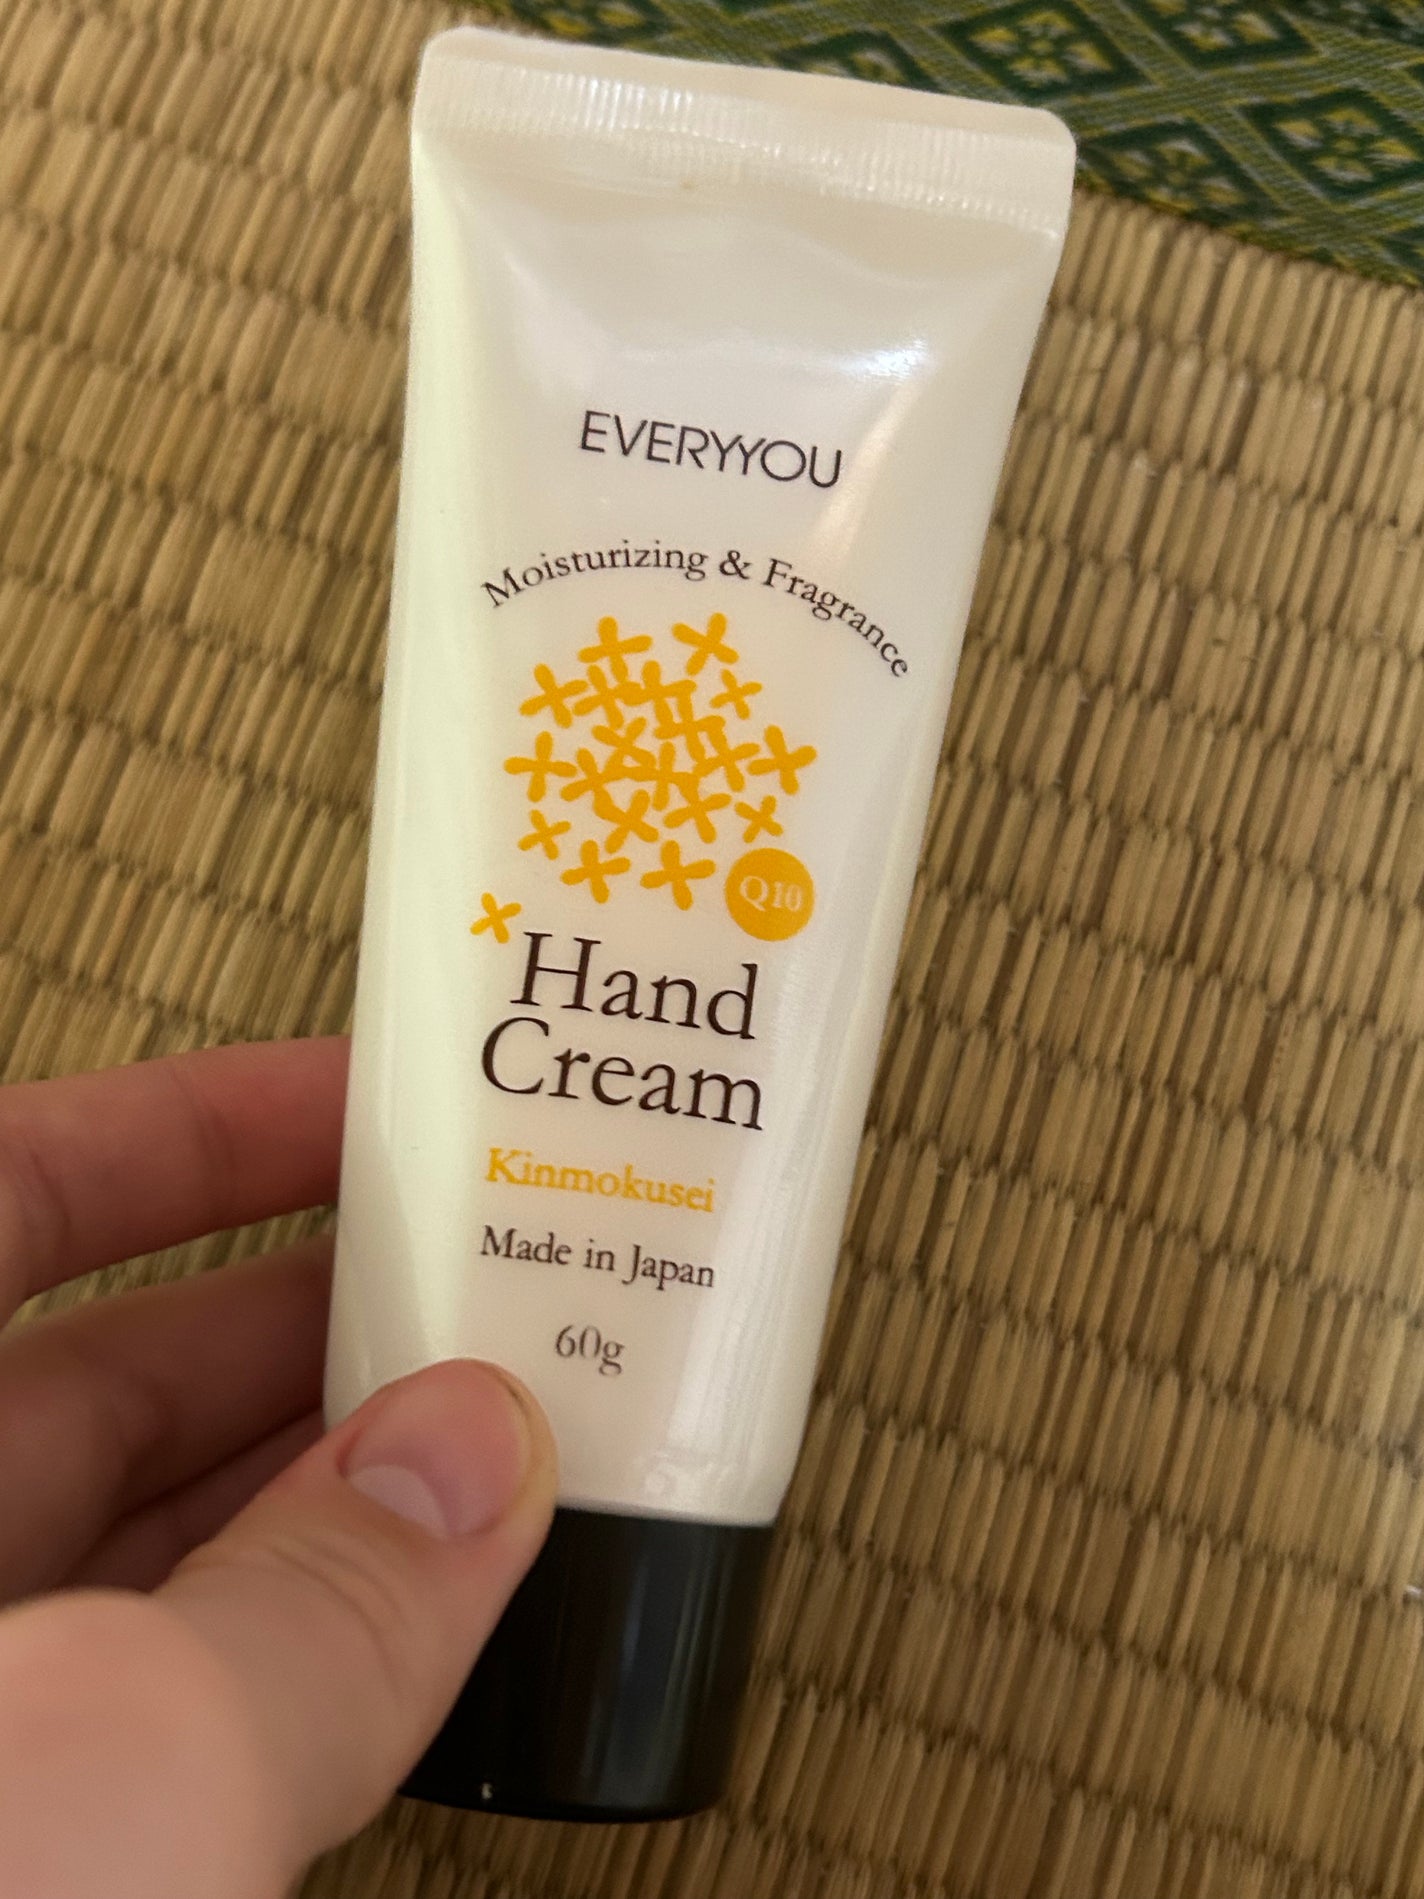 EVERYYOU
Moisturizing & Fragrance
Q10
Hand
Cream
Kinmokusei
Made in Japan
60g